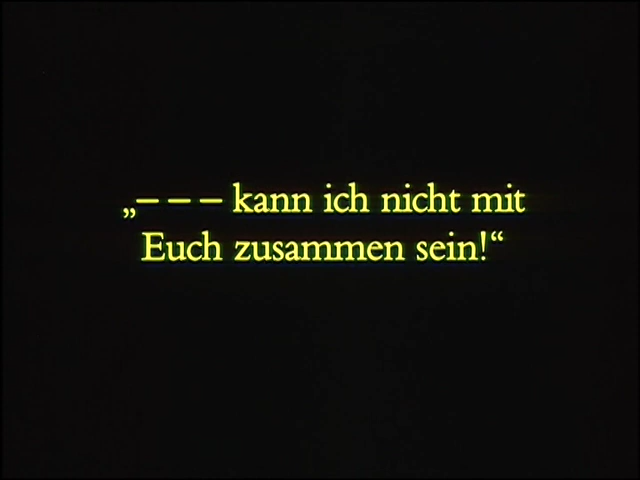 „– – – kann ich nicht mit
Euch zusammen sein!“